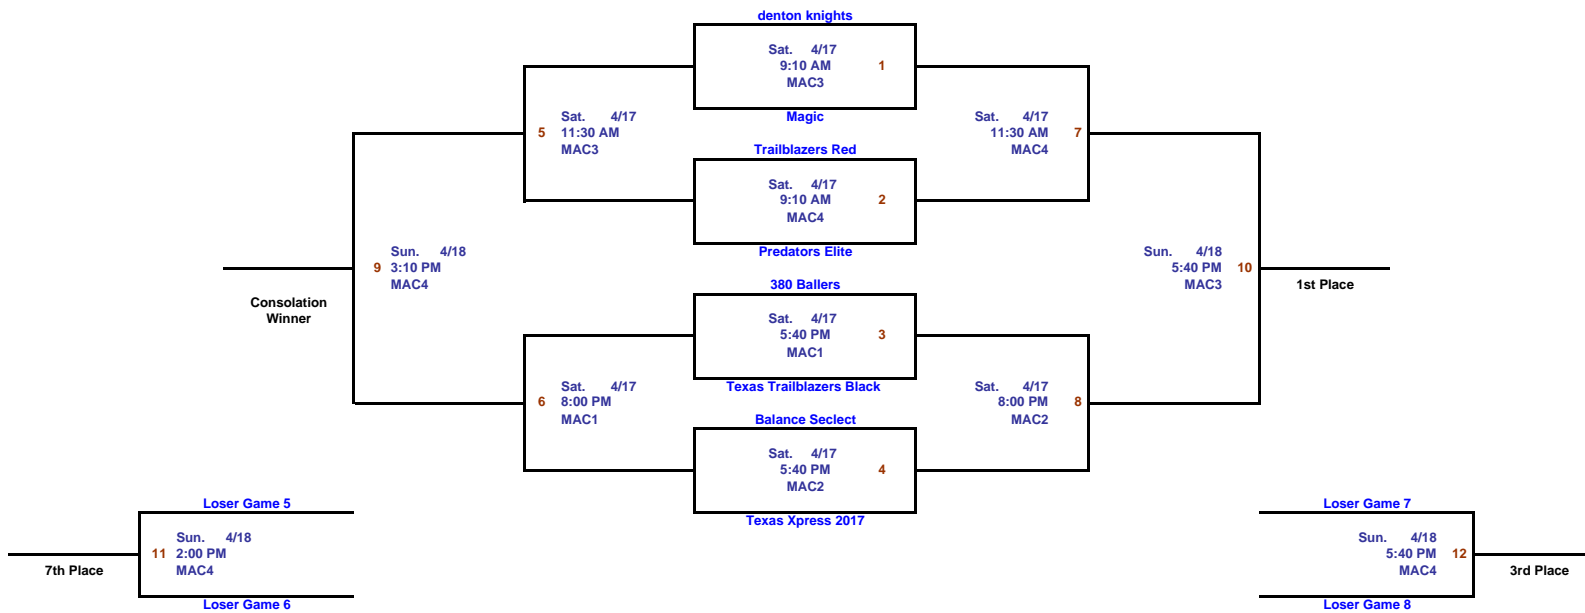 denton knights
Sat. 4/17
9:10 AM 1
MAC3
Magic
Sat. 4/17
5 11:30 AM
MAC3
Sat. 4/17
11:30 AM 7
MAC4
Trailblazers Red
Sat. 4/17
9:10 AM 2
MAC4
Predators Elite
Sun. 4/18
9 3:10 PM
MAC4
Consolation
Winner
Sun. 4/18
5:40 PM 10
MAC3
1st Place
380 Ballers
Sat. 4/17
5:40 PM 3
MAC1
Texas Trailblazers Black
Sat. 4/17
6 8:00 PM
MAC1
Sat. 4/17
8:00 PM 8
MAC2
Balance Seclect
Sat. 4/17
5:40 PM 4
MAC2
Texas Xpress 2017
Loser Game 5
Sun. 4/18
11 2:00 PM
MAC4
7th Place
Loser Game 6
Loser Game 7
Sun. 4/18
5:40 PM 12
MAC4
3rd Place
Loser Game 8